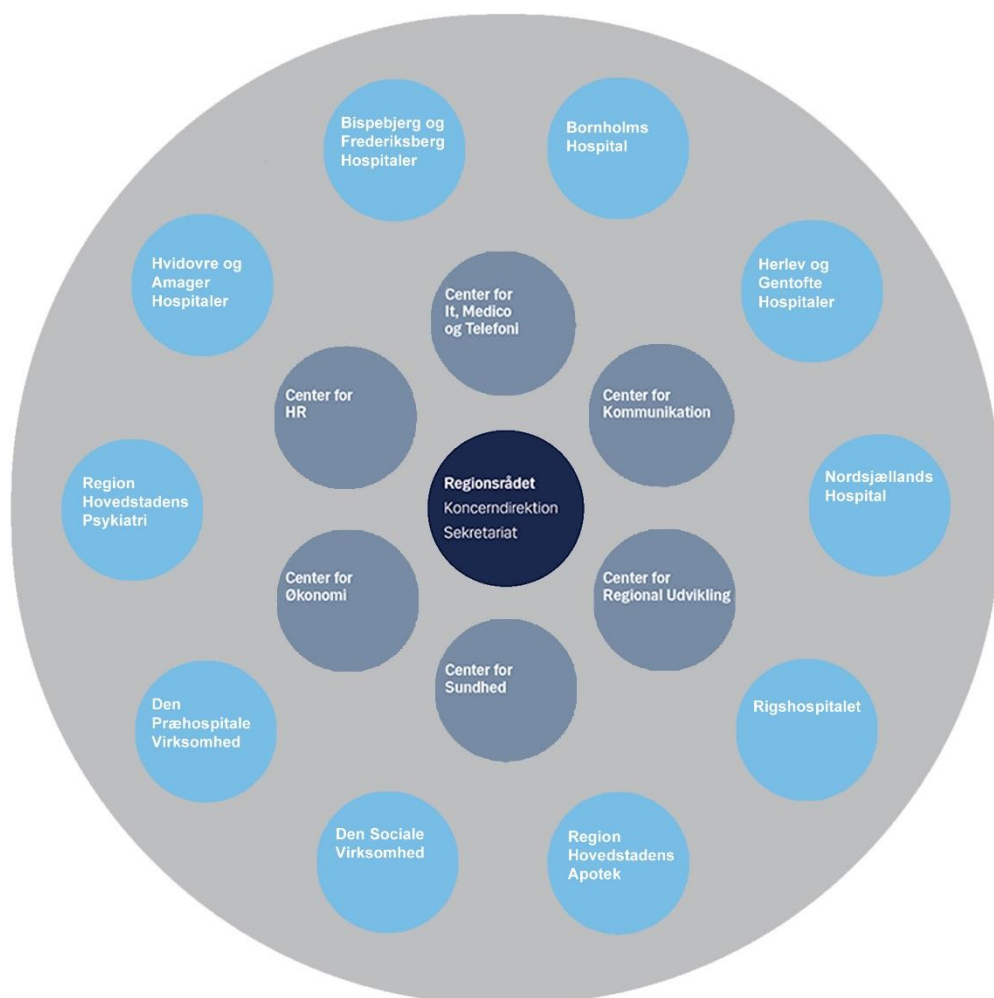 Bispebjerg og
Frederiksberg
Hospitaler
Bornholms
Hospital
Hvidovre og
Amager
Hospitaler
Herlev og
Gentofte
Hospitaler
Center for
It, Medico
og Telefoni
Center for
HR
Center for
Kommunikation
Region
Hovedstadens
Psykiatri
Regionsrådet
Koncerndirektion
Sekretariat
Nordsjællands
Hospital
Center for
Økonomi
Center for
Regional Udvikling
Center for
Sundhed
Den
Præhospitale
Virksomhed
Rigshospitalet
Den Sociale
Virksomhed
Region
Hovedstadens
Apotek